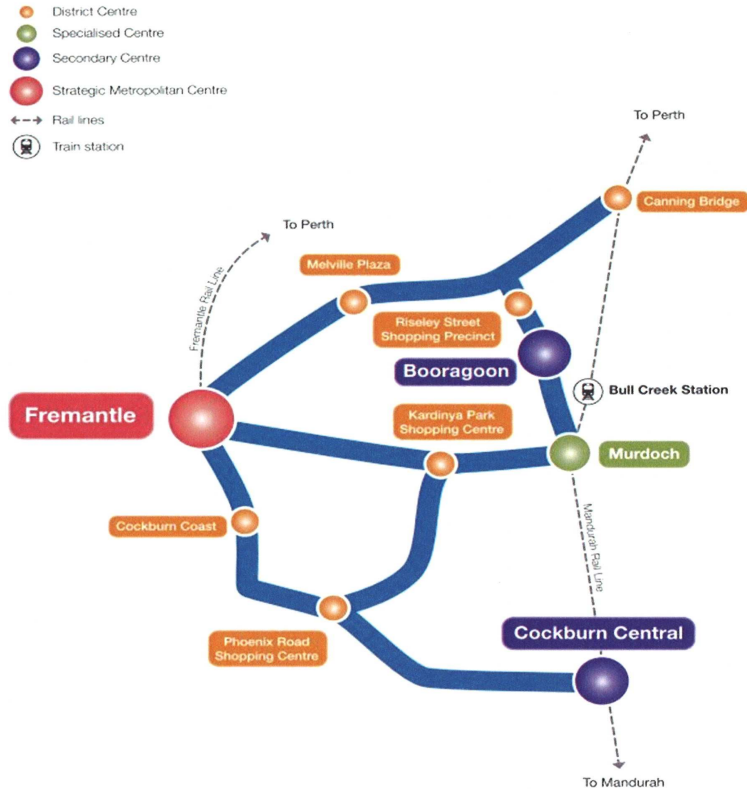 District Centre
Specialised Centre
Secondary Centre
Strategic Metropolitan Centre
Rail lines
Train station
To Perth
Canning Bridge
To Perth
Melville Plaza
Fremantle Rail Line
Riseley Street
Shopping Precinct
Booragoon
Bull Creek Station
Fremantle
Kardinya Park
Shopping Centre
Murdoch
Cockburn Coast
Mandurah Rail Line
Cockburn Central
Phoenix Road
Shopping Centre
To Mandurah